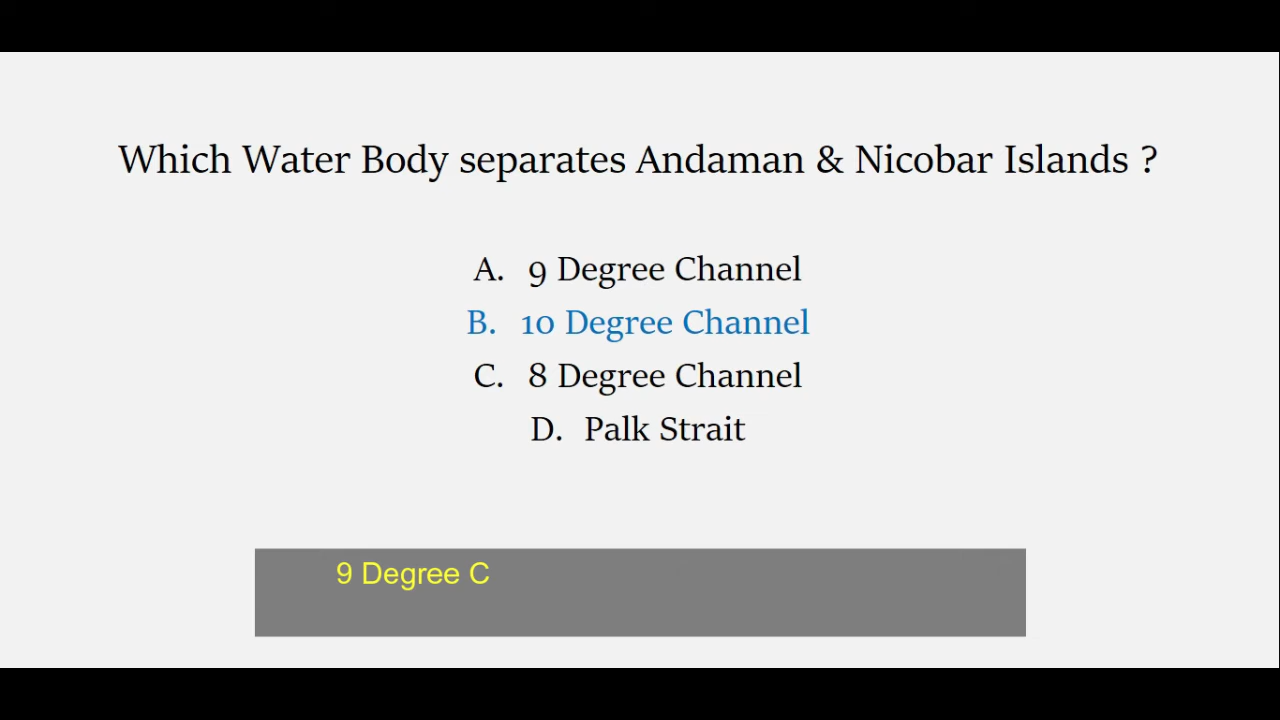 Which Water Body separates Andaman & Nicobar Islands ?
A. 9 Degree Channel
B. 10 Degree Channel
C. 8 Degree Channel
D. Palk Strait
9 Degree C